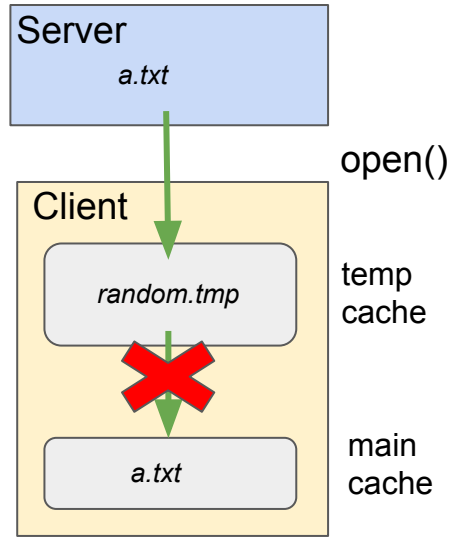 Server
a.txt
open()
Client
random.tmp
temp
cache
a.txt
main
cache